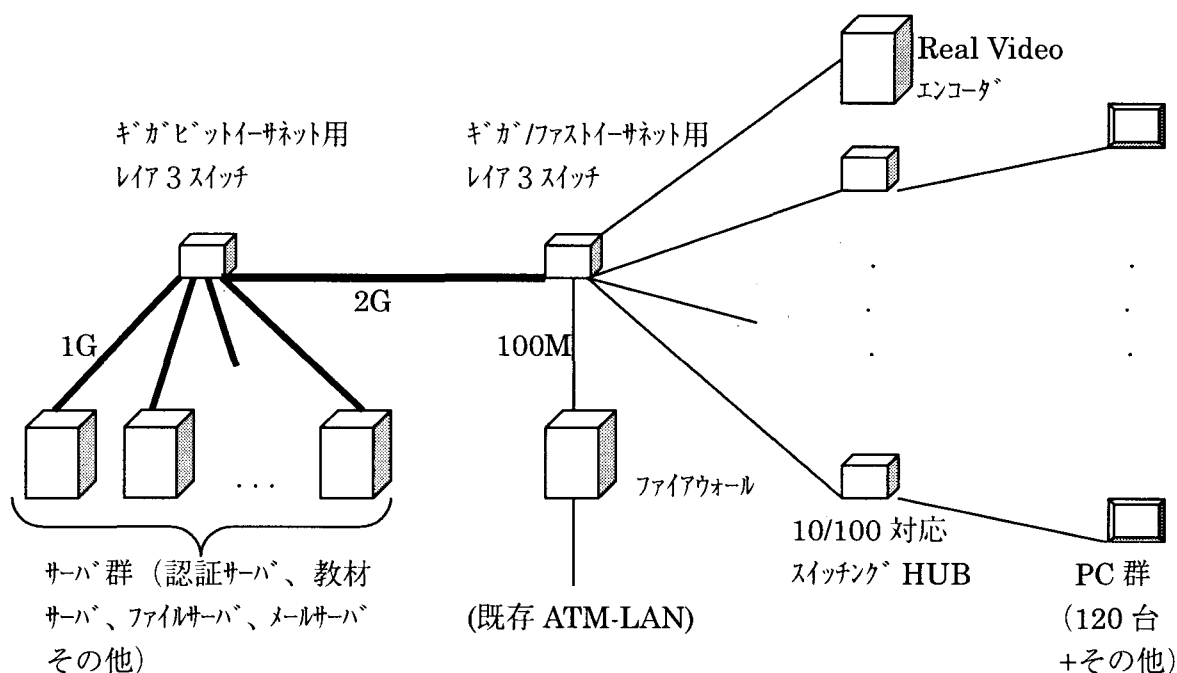 Real Video
エンコーダ
ギガビットイーサネット用
レイア 3 スイッチ
ギガ/ファストイーサネット用
レイア 3 スイッチ
2G
1G
100M
...
ファイアウォール
10/100 対応
スイッチング HUB
PC 群
(120 台
+その他)
サーバ群（認証サーバ、教材
サーバ、ファイルサーバ、メールサーバ
その他）
(既存 ATM-LAN)